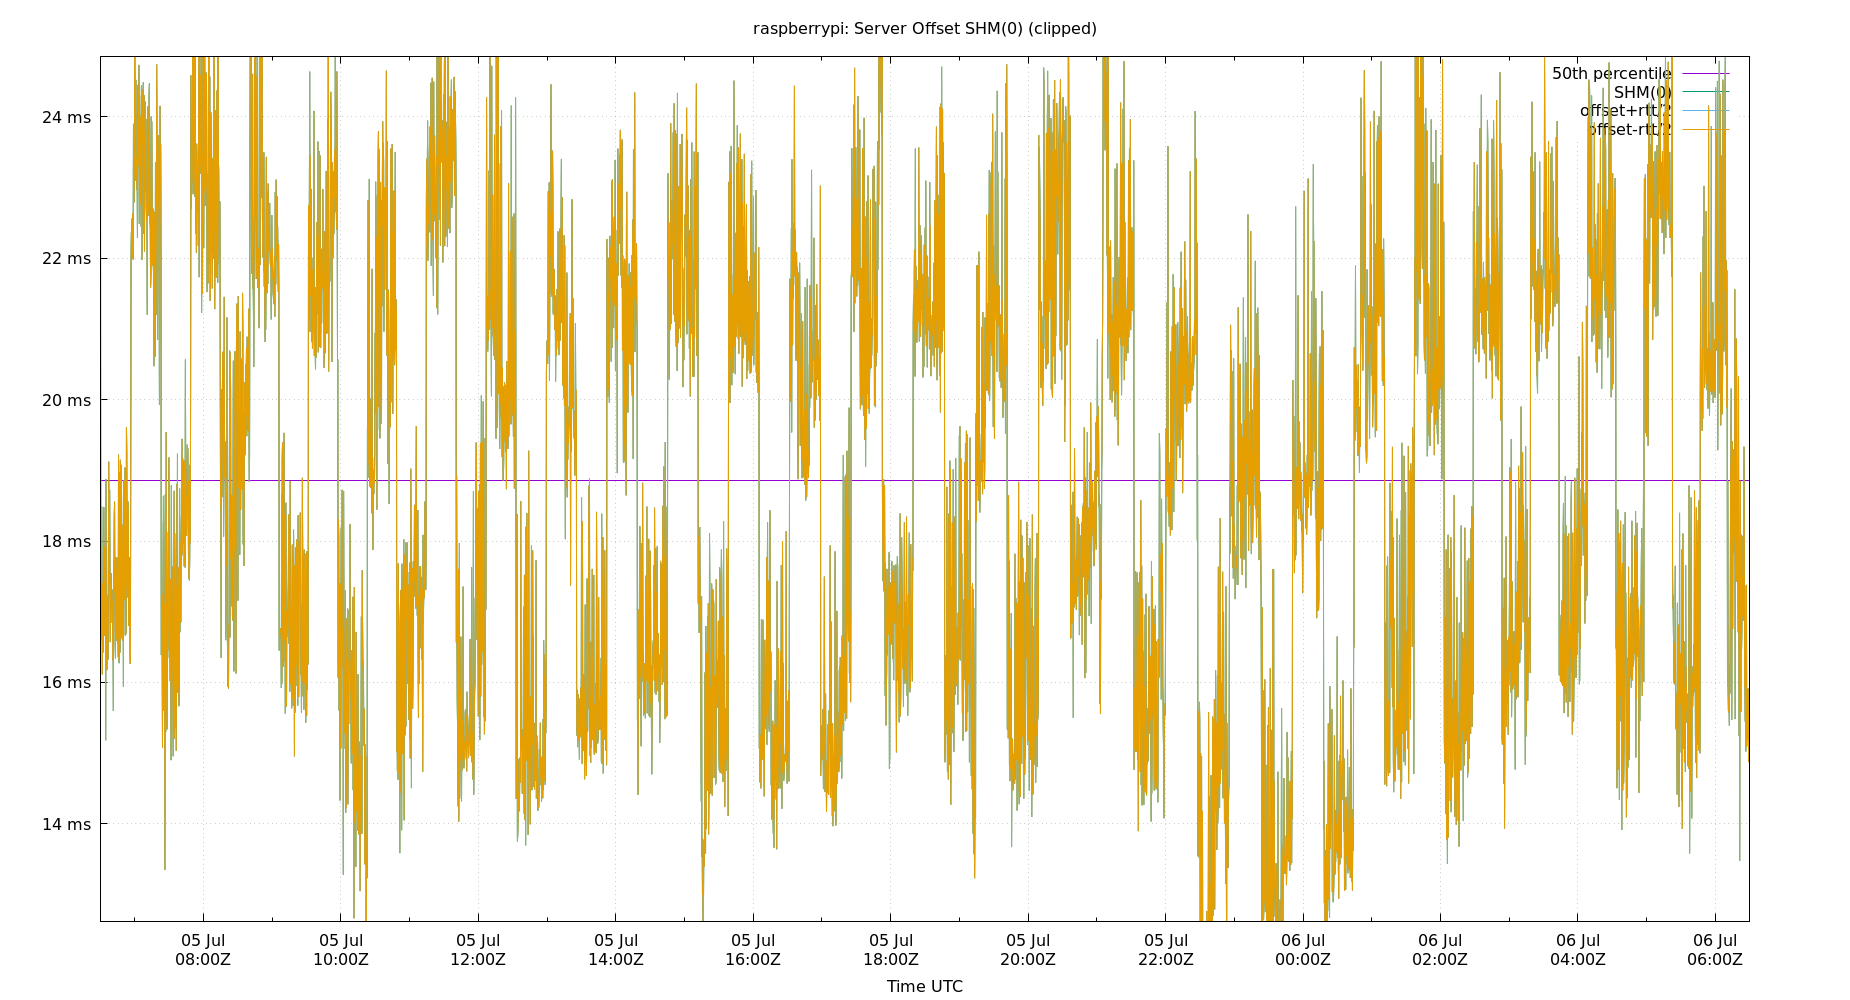 raspberrypi: Server Offset SHM(0) (clipped)
50th percentile
SHM(0)
offset+rtt/2
offset-rtt/2
24 ms
22 ms
20 ms
18 ms
16 ms
14 ms
05 Jul 05 Jul 05 Jul 05 Jul 05 Jul 05 Jul 05 Jul 05 Jul 06 Jul 06 Jul 06 Jul 06 Jul
08:00Z 10:00Z 12:00Z 14:00Z 16:00Z 18:00Z 20:00Z 22:00Z 00:00Z 02:00Z 04:00Z 06:00Z
Time UTC